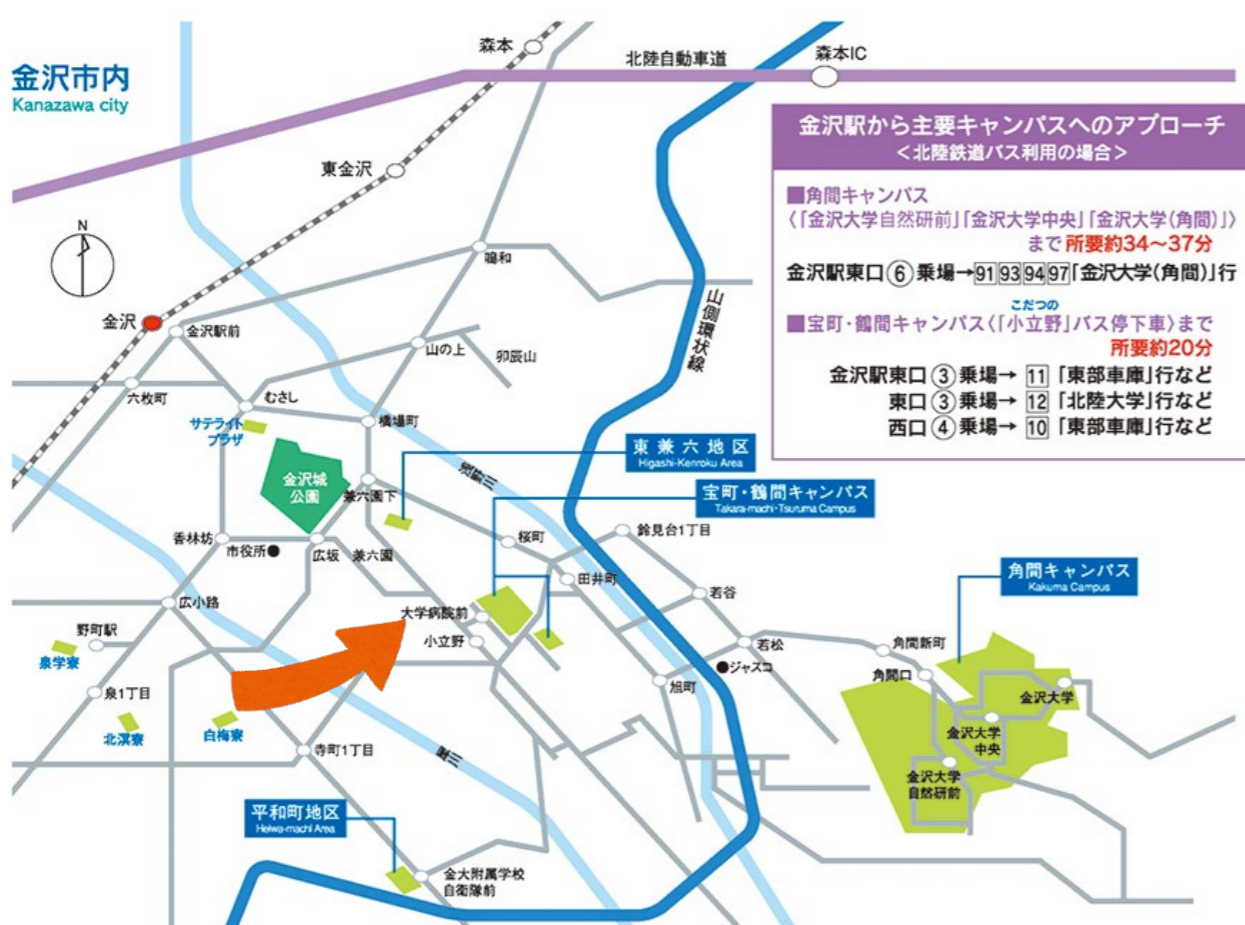 金沢市内
Kanazawa city
森本
北陸自動車道
森本IC
東金沢
N
鳴和
山側環状線
金沢
金沢駅前
山の上
卯辰山
六枚町
むさし
サテライト
プラザ
橋場町
金沢城
公園
兼六園下
浅野川
東兼六地区
Higashi-Kenroku Area
宝町・鶴間キャンパス
Takara-machi・Tsuruma Campus
香林坊
市役所
広坂
兼六園
桜町
鈴見台1丁目
田井町
角間キャンパス
Kakuma Campus
広小路
大学病院前
若谷
野町駅
小立野
若松
角間新町
泉学寮
ジャスコ
角間口
泉1丁目
旭町
金沢大学
北溟寮
白梅寮
寺町1丁目
犀川
金沢大学
中央
金沢大学
自然研前
平和町地区
Heiwa-machi Area
金大附属学校
自衛隊前
金沢駅から主要キャンパスへのアプローチ
<北陸鉄道バス利用の場合>
■角間キャンパス
〈「金沢大学自然研前」「金沢大学中央」「金沢大学(角間)」〉
まで 所要約34〜37分
金沢駅東口⑥乗場→91 93 94 97「金沢大学(角間)」行
こだつの
■宝町・鶴間キャンパス〈「小立野」バス停下車〉まで
所要約20分
金沢駅東口③乗場→ 11「東部車庫」行など
東口③乗場→ 12「北陸大学」行など
西口④乗場→ 10「東部車庫」行など